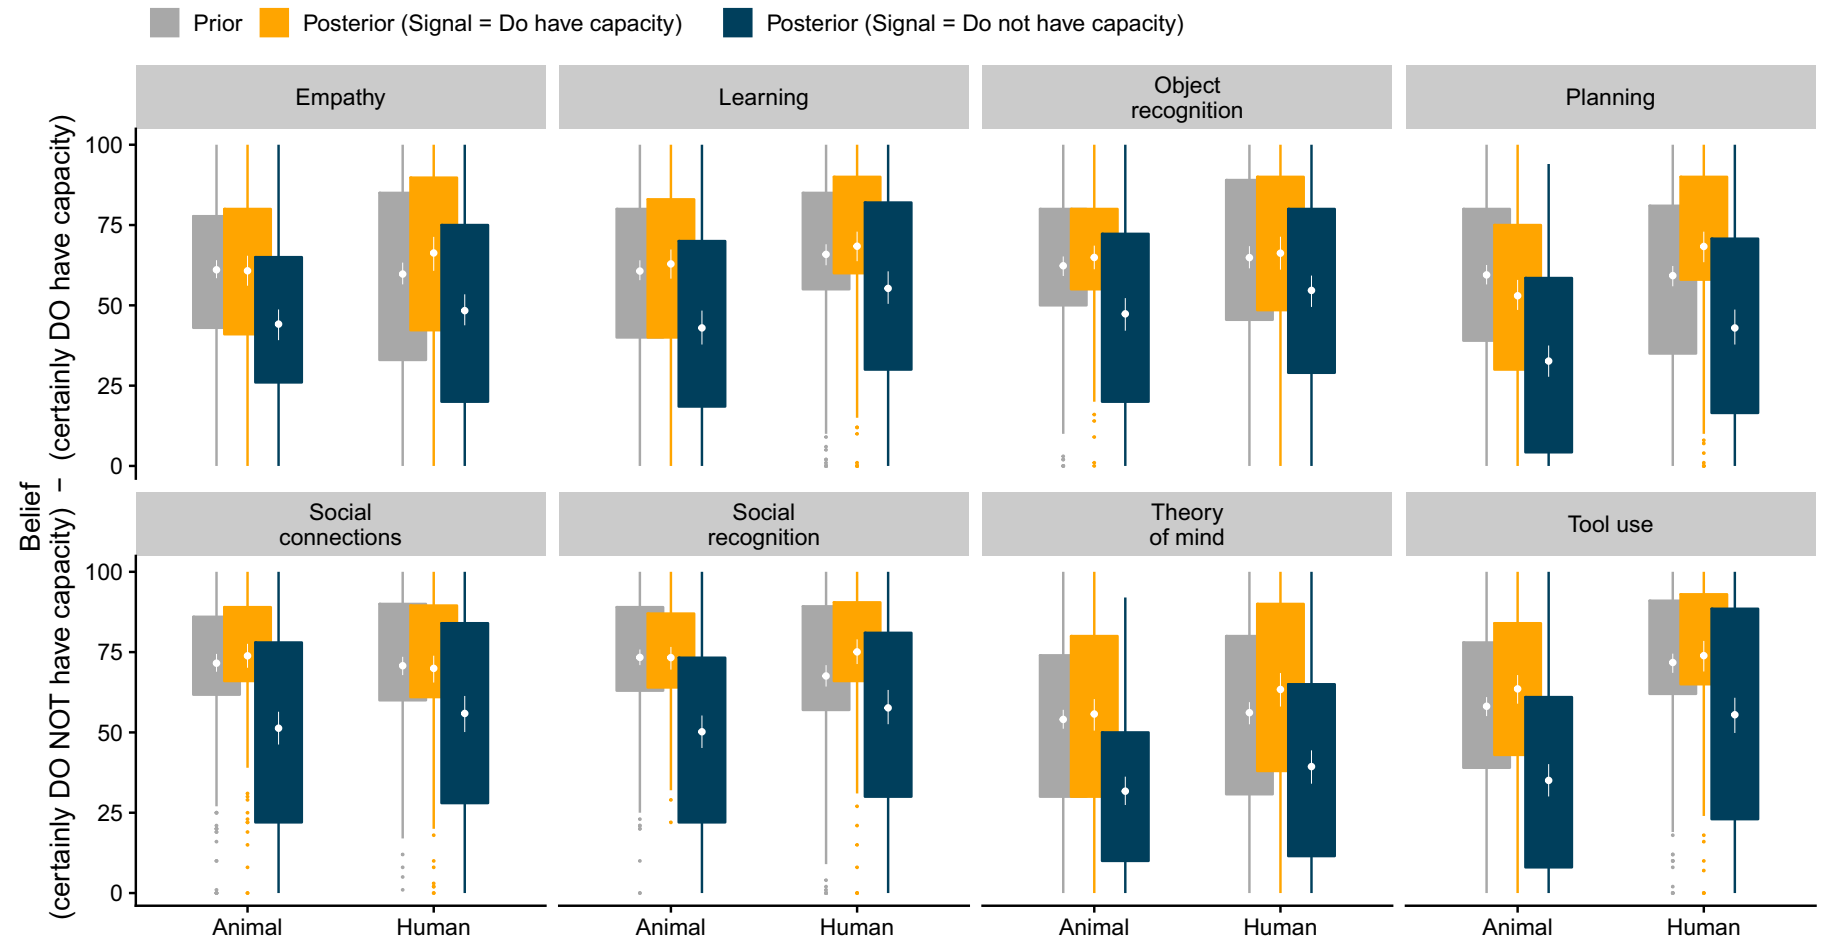 Prior
Posterior (Signal = Do have capacity)
Posterior (Signal = Do not have capacity)
Empathy
Learning
Object
recognition
Planning
100
75
50
25
0
Belief
(certainly DO NOT have capacity) – (certainly DO have capacity)
Social
connections
Social
recognition
Theory
of mind
Tool use
100
75
50
25
0
Animal
Human
Animal
Human
Animal
Human
Animal
Human